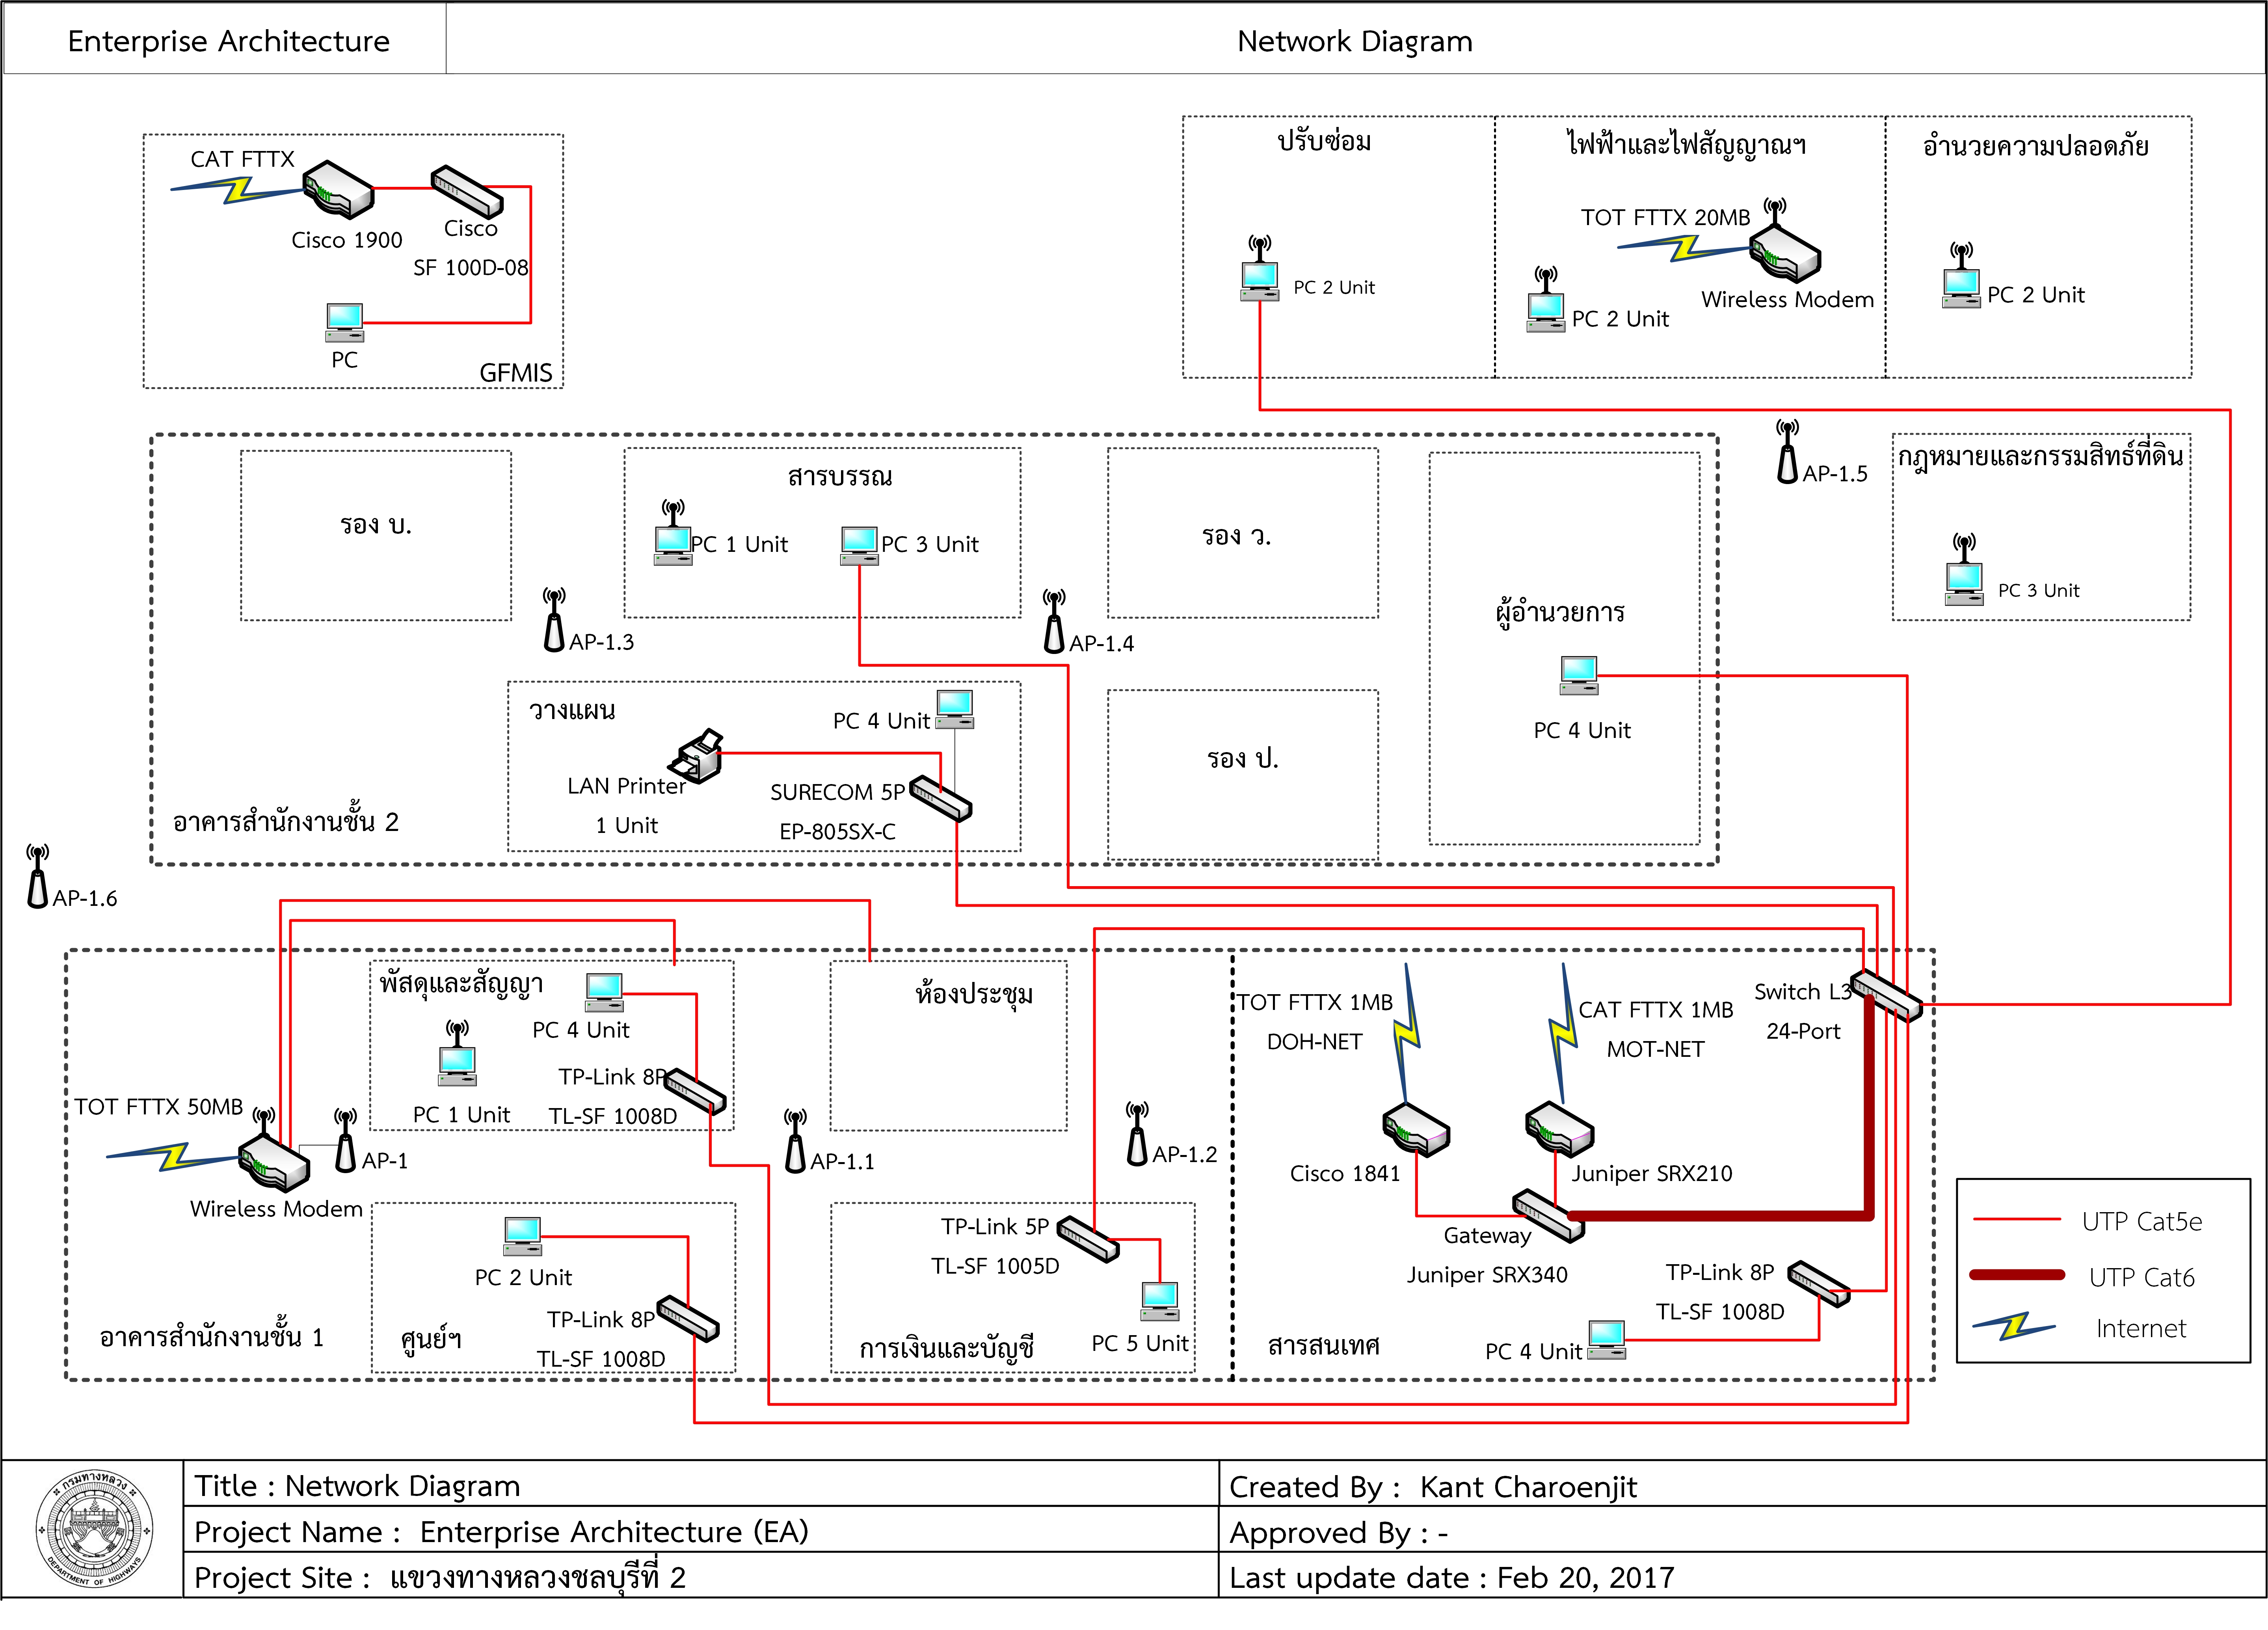 Enterprise Architecture
Network Diagram
CAT FTTX
Cisco 1900
Cisco
SF 100D-08
PC
GFMIS
ปรับซ่อม
PC 2 Unit
ไฟฟ้าและไฟสัญญาณฯ
TOT FTTX 20MB
PC 2 Unit
Wireless Modem
อำนวยความปลอดภัย
PC 2 Unit
รอง บ.
สารบรรณ
PC 1 Unit
PC 3 Unit
รอง ว.
ผู้อำนวยการ
PC 4 Unit
AP-1.5
กฎหมายและกรรมสิทธ์ที่ดิน
PC 3 Unit
AP-1.3
AP-1.4
วางแผน
PC 4 Unit
LAN Printer
1 Unit
SURECOM 5P
EP-805SX-C
รอง ป.
อาคารสำนักงานชั้น 2
AP-1.6
พัสดุและสัญญา
PC 4 Unit
PC 1 Unit
TP-Link 8P
TL-SF 1008D
ห้องประชุม
TOT FTTX 1MB
DOH-NET
CAT FTTX 1MB
MOT-NET
Switch L3
24-Port
TOT FTTX 50MB
Wireless Modem
AP-1
AP-1.1
AP-1.2
Cisco 1841
Juniper SRX210
Gateway
Juniper SRX340
PC 2 Unit
TP-Link 8P
TL-SF 1008D
ศูนย์ฯ
TP-Link 5P
TL-SF 1005D
PC 5 Unit
การเงินและบัญชี
TP-Link 8P
TL-SF 1008D
PC 4 Unit
สารสนเทศ
อาคารสำนักงานชั้น 1
UTP Cat5e
UTP Cat6
Internet
กรมทางหลวง
DEPARTMENT OF HIGHWAYS
Title : Network Diagram
Created By : Kant Charoenjit
Project Name : Enterprise Architecture (EA)
Approved By : -
Project Site : แขวงทางหลวงชลบุรีที่ 2
Last update date : Feb 20, 2017